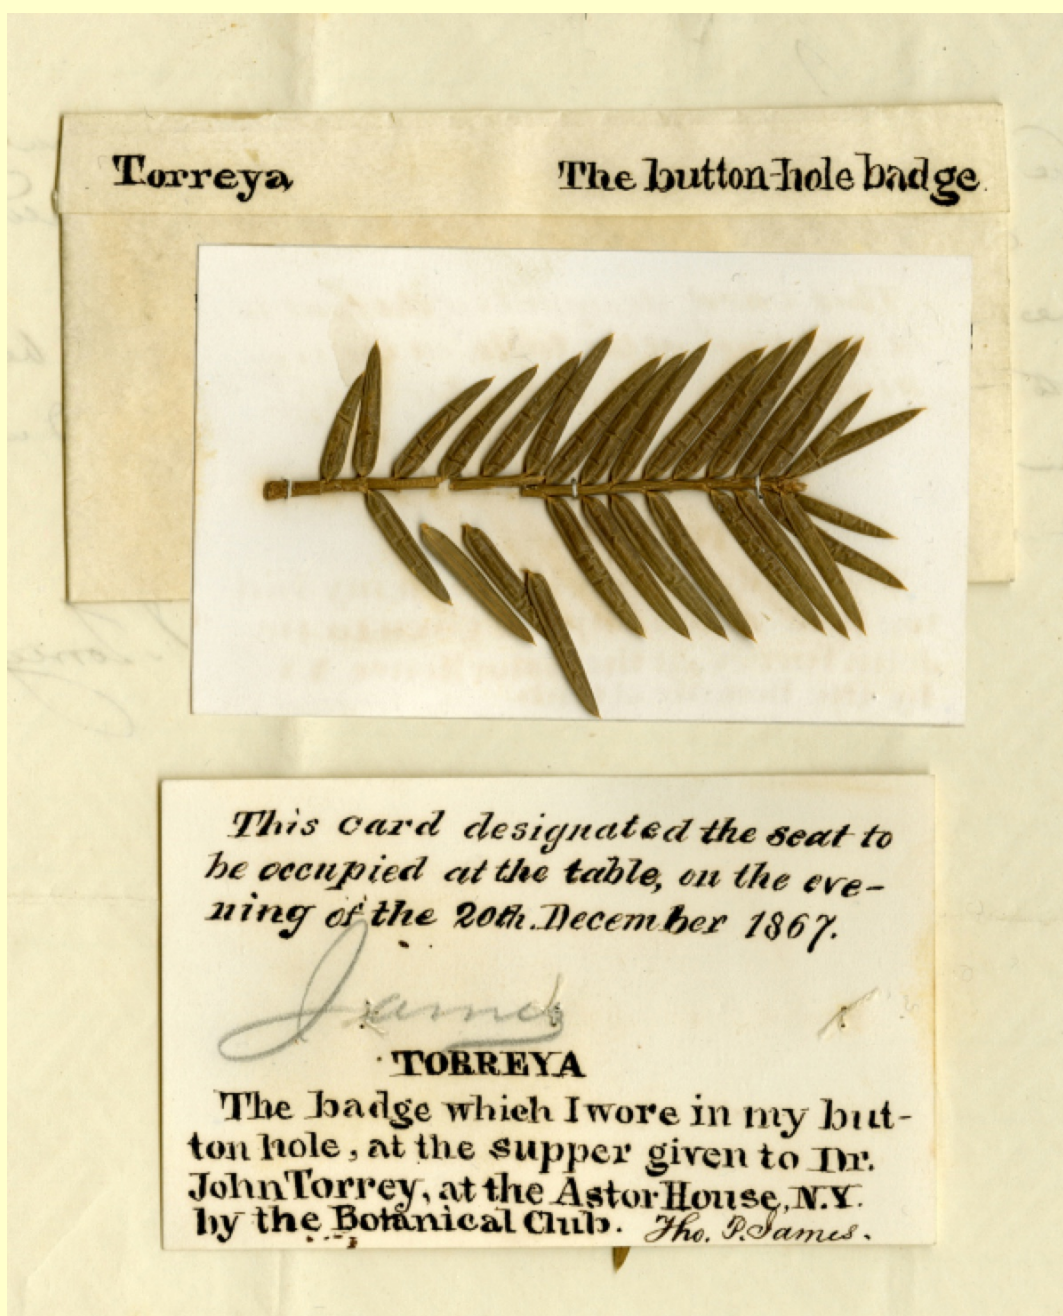 Torreya The button-hole badge.
This card designated the seat to
be occupied at the table, on the eve-
ning of the 20th. December 1867.
James
TORREYA
The badge which I wore in my but-
ton hole, at the supper given to Dr.
John Torrey, at the Astor House, N.Y.
by the Botanical Club. Tho. P. James.